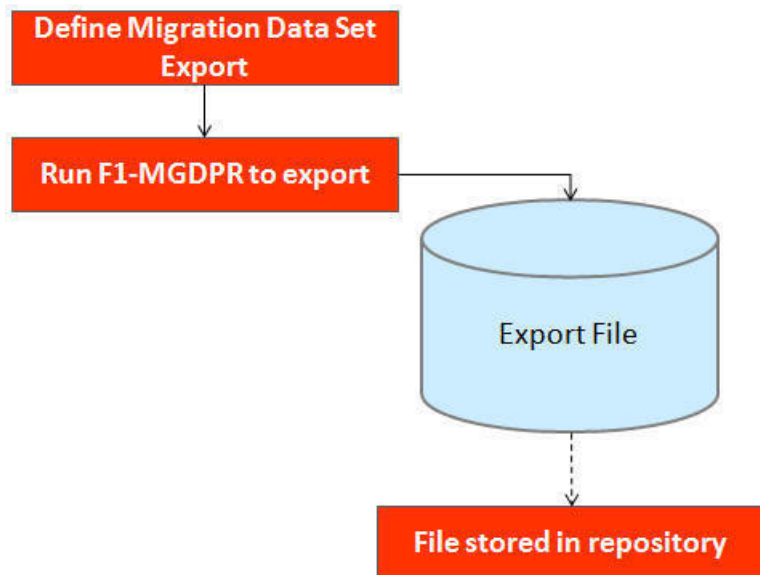 Define Migration Data Set
Export
Run F1-MGDPR to export
Export File
File stored in repository